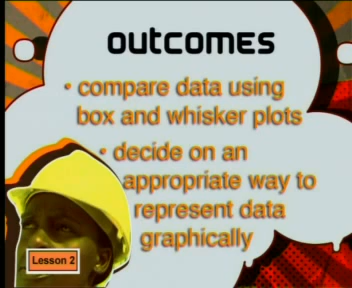 outcomes
• compare data using
box and whisker plots
• decide on an
appropriate way to
represent data
graphically
Lesson 2